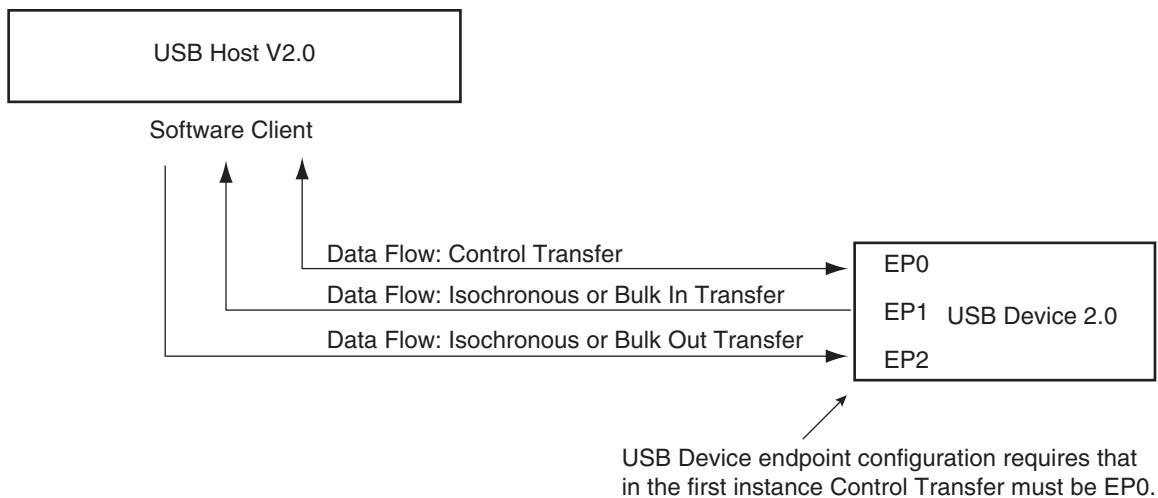 USB Host V2.0
Software Client
Data Flow: Control Transfer
Data Flow: Isochronous or Bulk In Transfer
Data Flow: Isochronous or Bulk Out Transfer
EP0
EP1
USB Device 2.0
EP2
USB Device endpoint configuration requires that
in the first instance Control Transfer must be EP0.